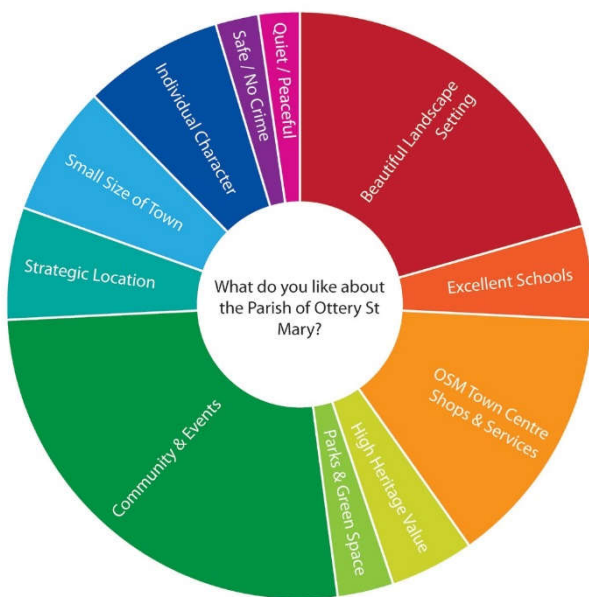 What do you like about
the Parish of Ottery St
Mary?
Beautiful Landscape
Setting
Excellent Schools
OSM Town Centre
Shops & Services
High Heritage Value
Parks & Green Space
Community & Events
Strategic Location
Small Size of Town
Individual Character
Safe / No Crime
Quiet / Peaceful